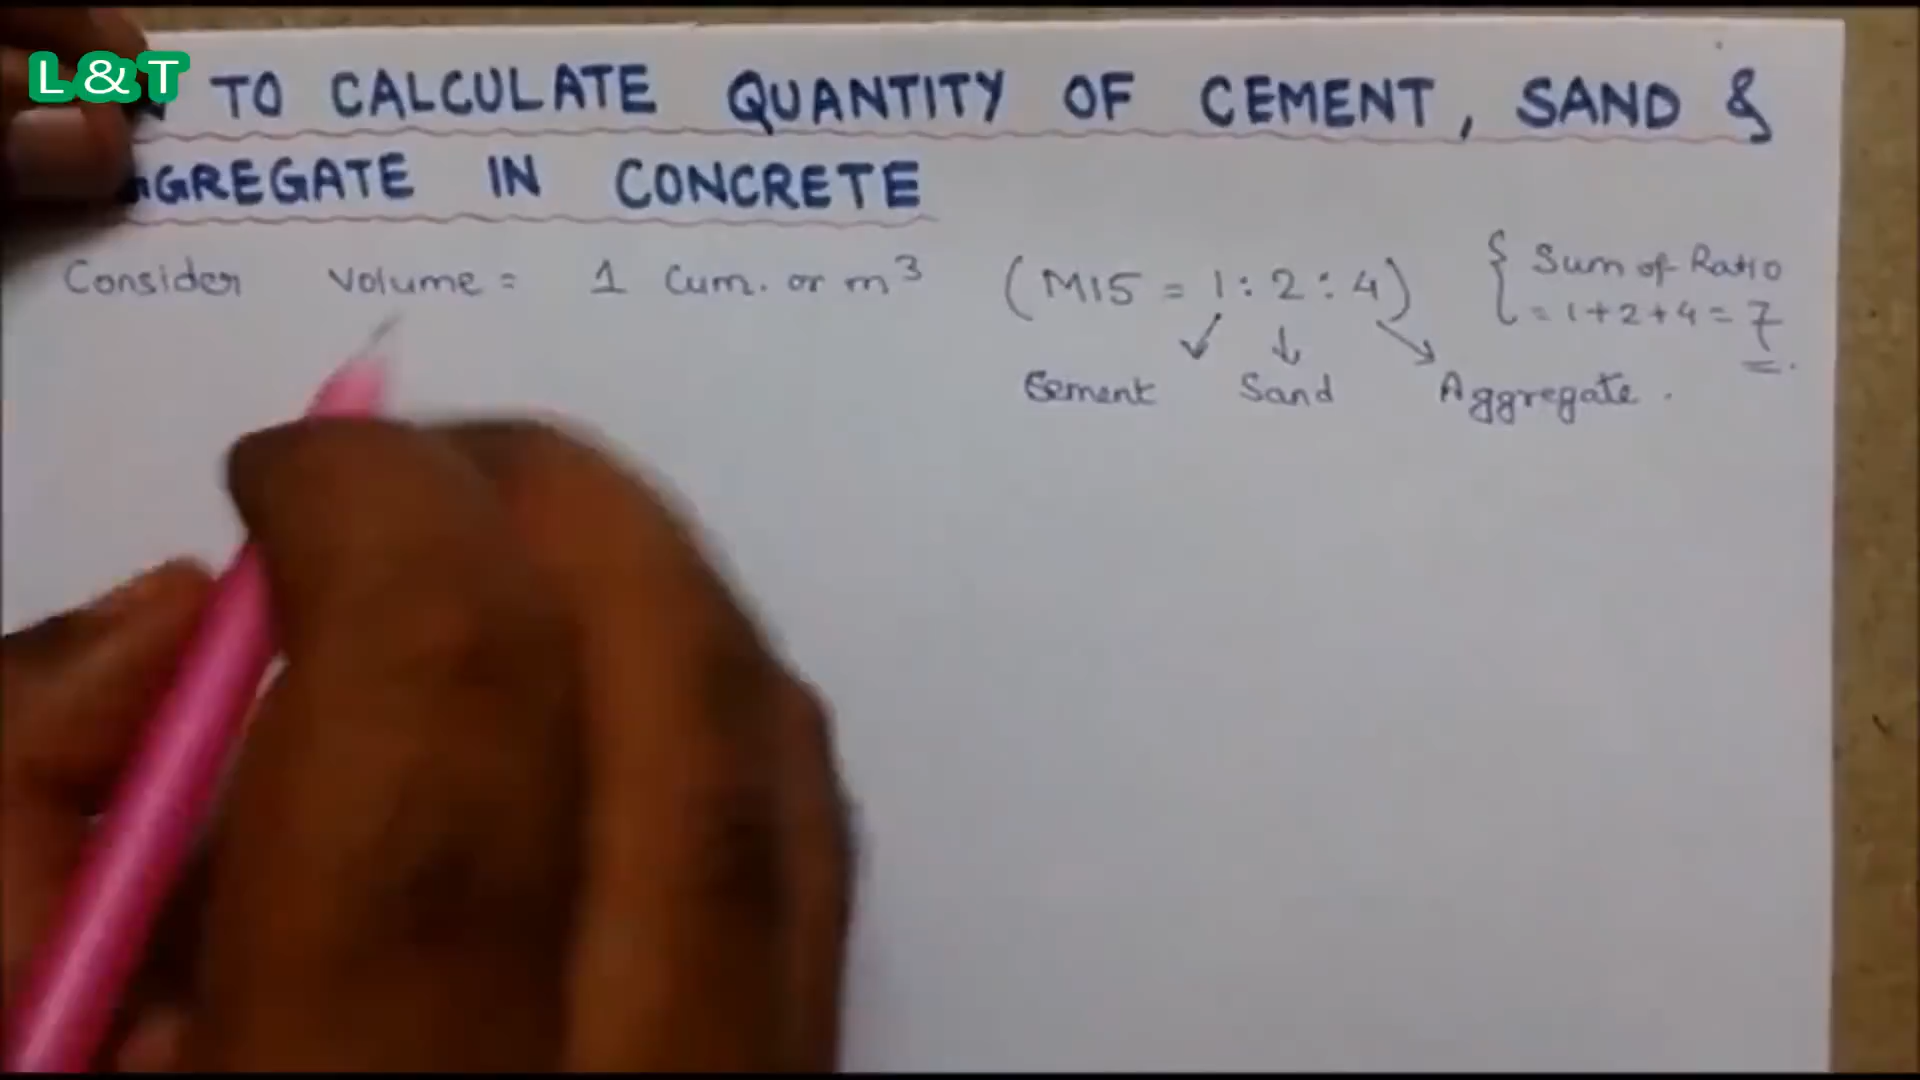 L&T
TO CALCULATE QUANTITY OF CEMENT, SAND &
IN CONCRETE
Consider Volume = 1 Cum. or m³ (M15 = 1:2:4) { Sum of Ratio
= 1+2+4 = 7
Cement Sand Aggregate.